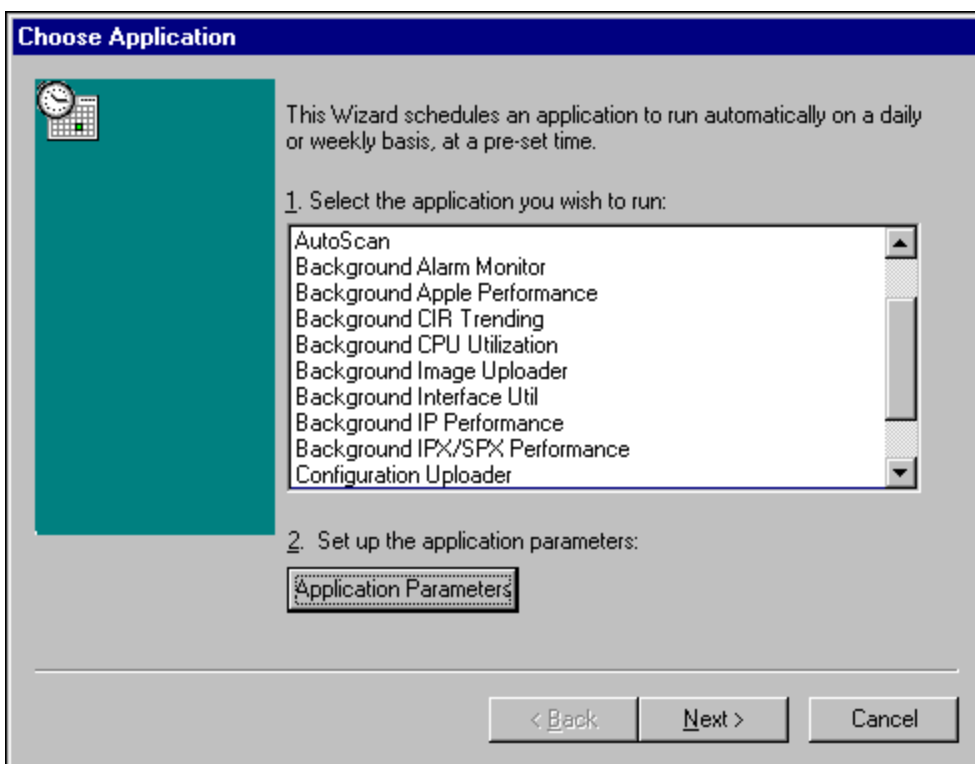 Choose Application
This Wizard schedules an application to run automatically on a daily
or weekly basis, at a pre-set time.
1. Select the application you wish to run:
AutoScan
Background Alarm Monitor
Background Apple Performance
Background CIR Trending
Background CPU Utilization
Background Image Uploader
Background Interface Util
Background IP Performance
Background IPX/SPX Performance
Configuration Uploader
2. Set up the application parameters:
Application Parameters
< Back
Next >
Cancel